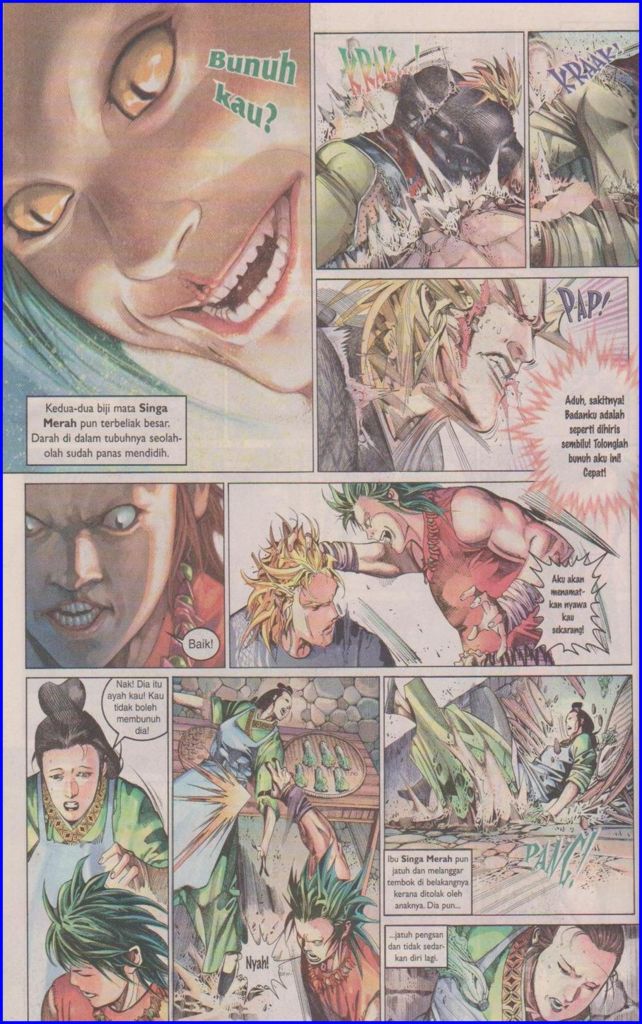 Bunuh
kau?
Kedua-dua biji mata Singa
Merah pun terbeliak besar.
Darah di dalam tubuhnya seolah-
olah sudah panas mendidih.
KRAK!
KRAAK!
PAP!
Aduh, sakitnya!
Badanku adalah
seperti dihiris
sembilu! Tolonglah
bunuh aku ini!
Cepat!
Baik!
Aku akan
menamat-
kan nyawa
kau
sekarang!
Nak! Dia itu
ayah kau! Kau
tidak boleh
membunuh
dia!
Nyah!
PANG!
Ibu Singa Merah pun
jatuh dan melanggar
tembok di belakangnya
kerana ditolak oleh
anaknya. Dia pun...
...jatuh pengsan
dan tidak sedar-
kan diri lagi.